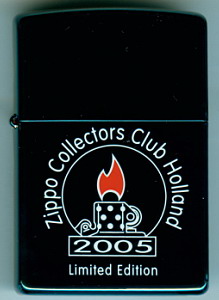 Zippo Collectors Club Holland
2005
Limited Edition